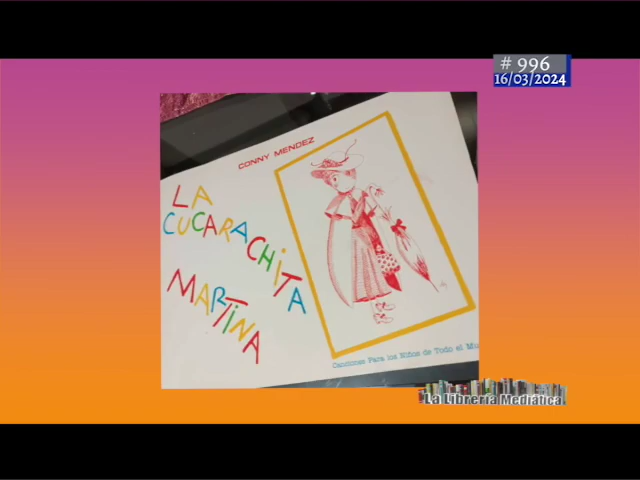 # 996
16/03/2024
CONNY MENDEZ
LA
CUCARACHITA
MARTINA
Canciones Para los Niños de Todo el
La Librería Mediática